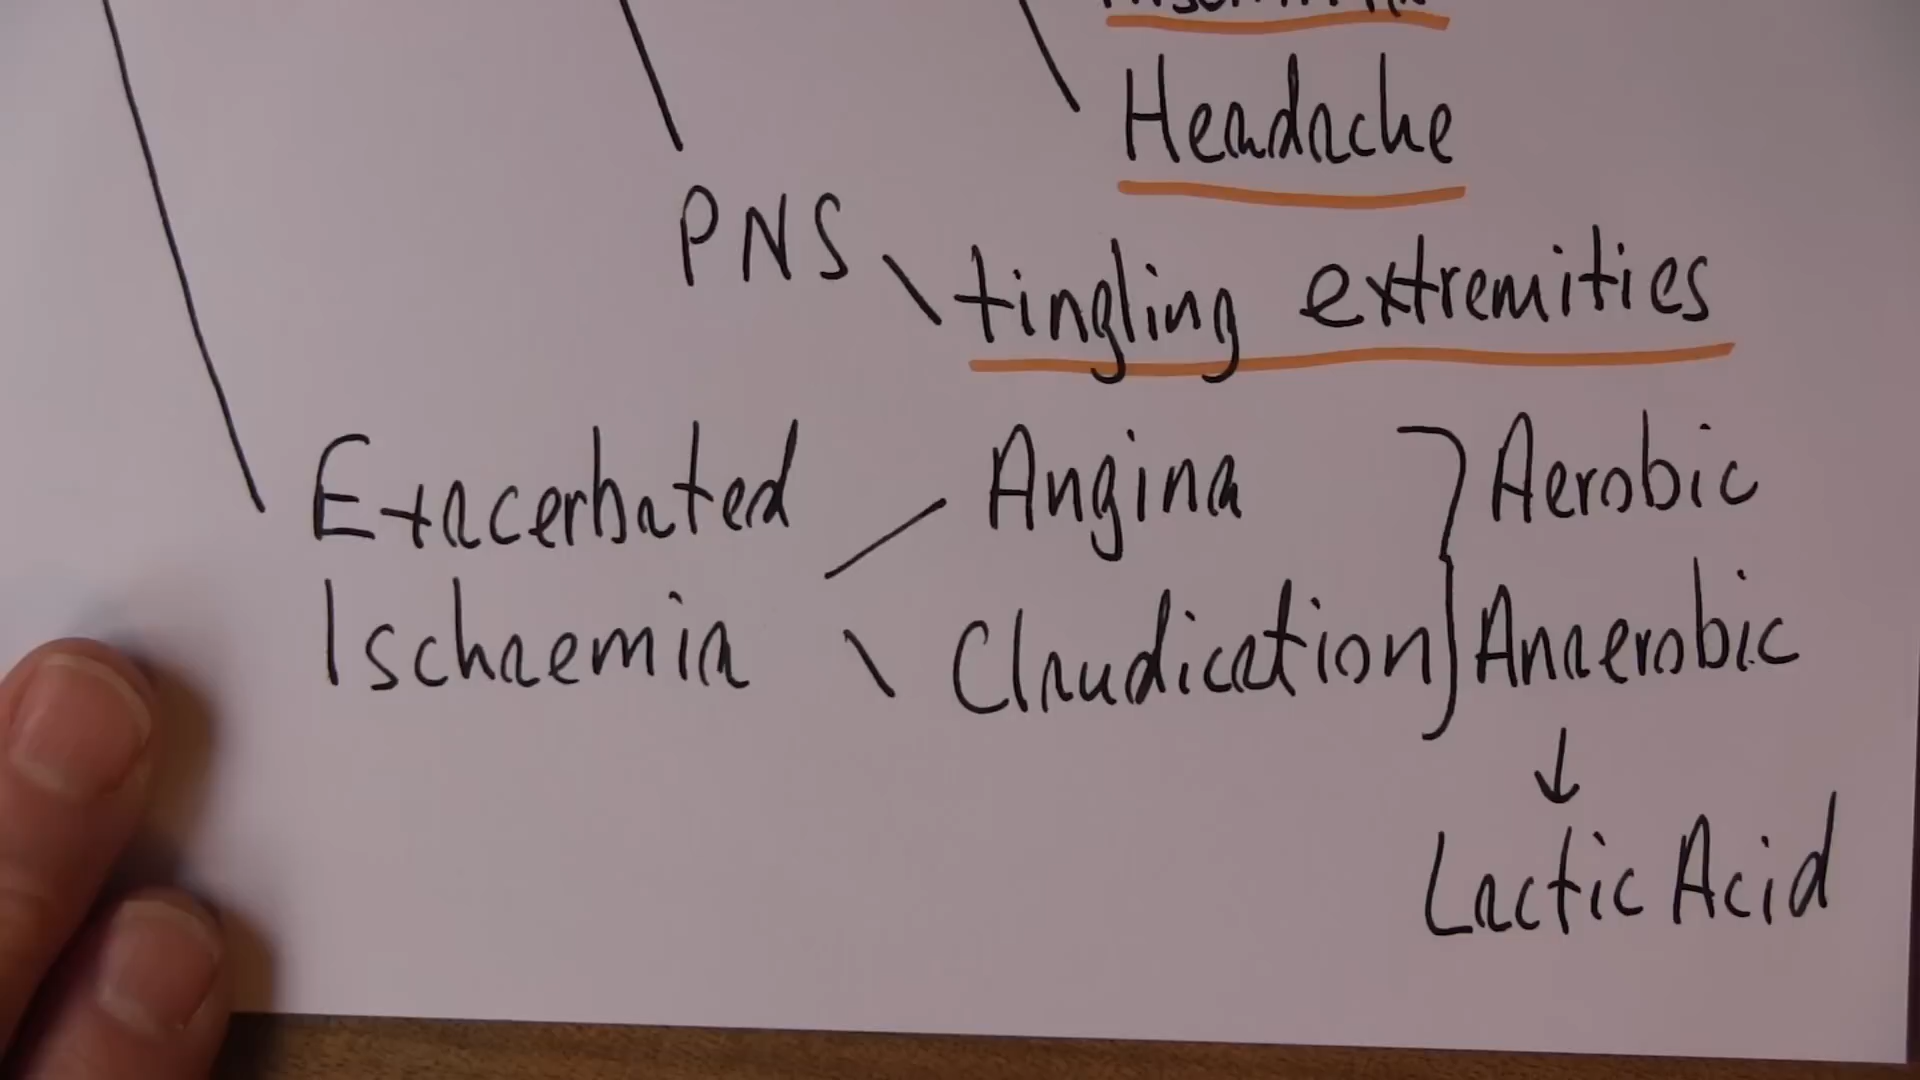 Headache
PNS
tingling extremities
Exacerbated
Ischaemia
Angina
Claudication
Aerobic
Anaerobic
↓
Lactic Acid